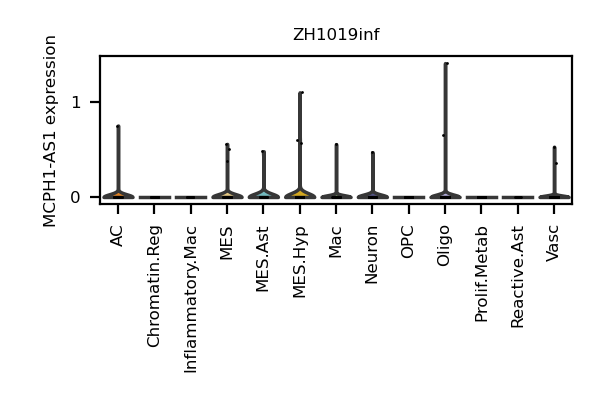 ZH1019inf
MCPH1-AS1 expression
1
0
AC
Chromatin.Reg
Inflammatory.Mac
MES
MES.Ast
MES.Hyp
Mac
Neuron
OPC
Oligo
Prolif.Metab
Reactive.Ast
Vasc